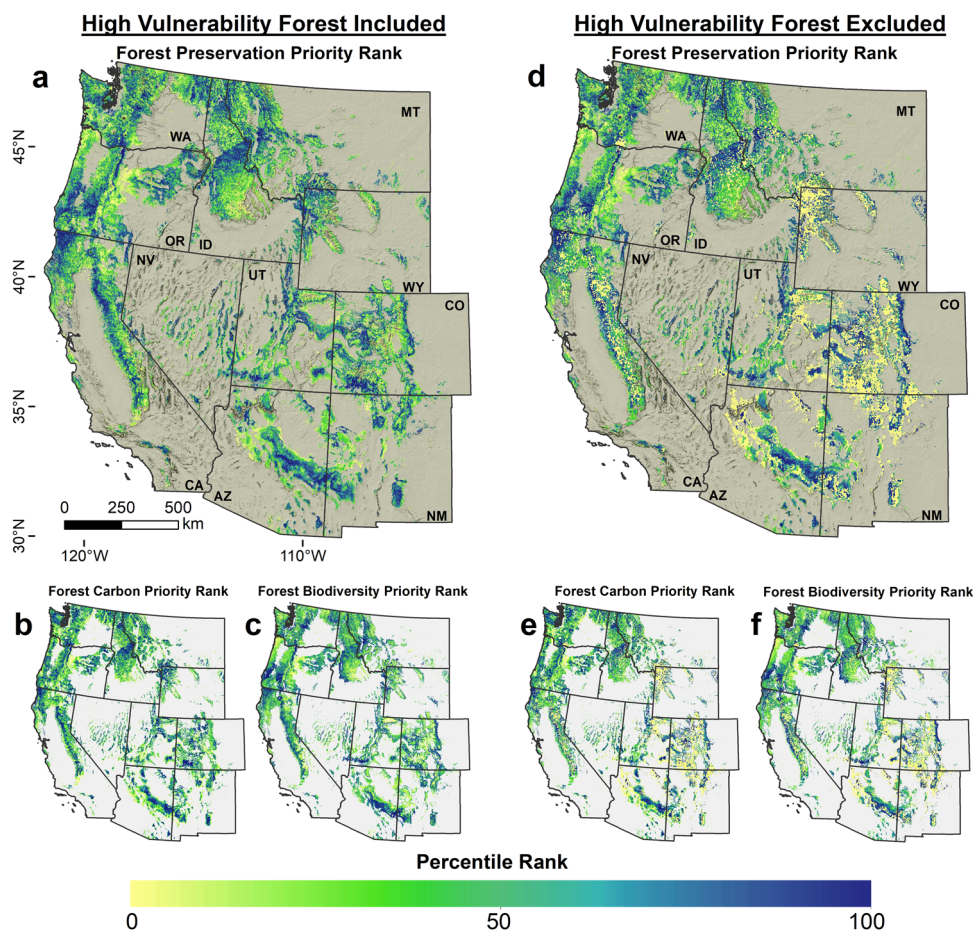 High Vulnerability Forest Included
High Vulnerability Forest Excluded
Forest Preservation Priority Rank
Forest Preservation Priority Rank
a
d
MT
WA
45°N
OR
ID
NV
UT
40°N
WY
CO
35°N
CA
AZ
NM
0 250 500
km
30°N
120°W
110°W
MT
WA
OR
ID
NV
UT
WY
CO
CA
AZ
NM
Forest Carbon Priority Rank
Forest Biodiversity Priority Rank
Forest Carbon Priority Rank
Forest Biodiversity Priority Rank
b
c
e
f
Percentile Rank
0 50 100